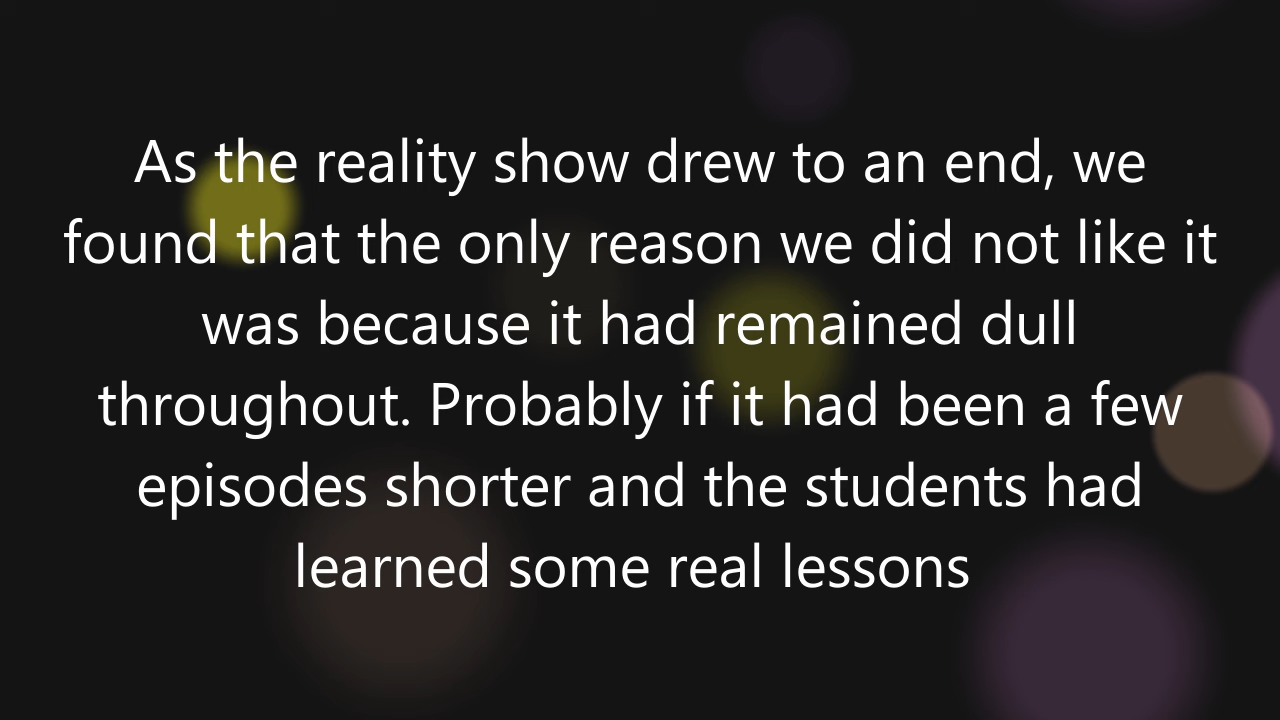 As the reality show drew to an end, we
found that the only reason we did not like it
was because it had remained dull
throughout. Probably if it had been a few
episodes shorter and the students had
learned some real lessons